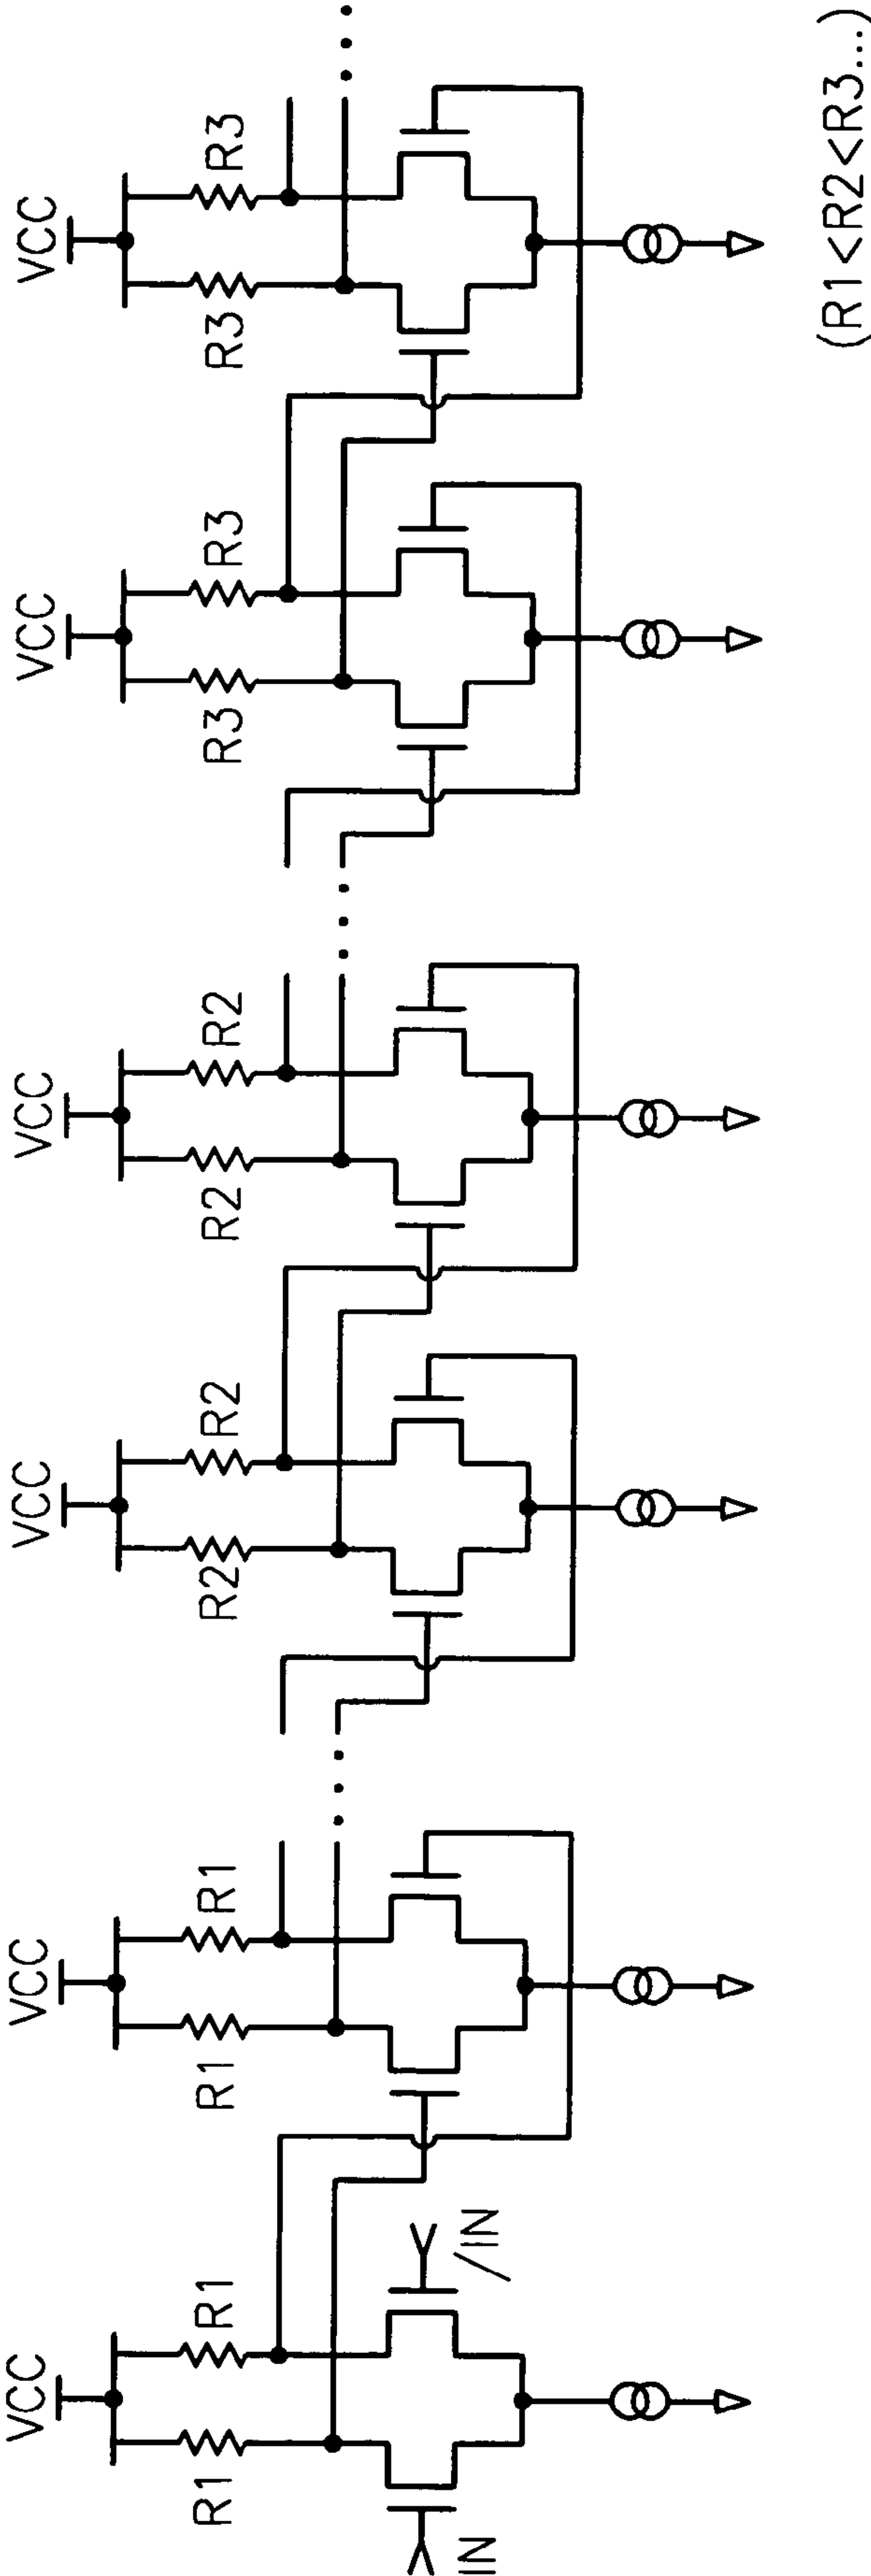 VCC
VCC
VCC
VCC
VCC
VCC
R1
R1
R1
R1
R2
R2
R2
R2
R3
R3
R3
R3
IN
/IN
(R1<R2<R3...)